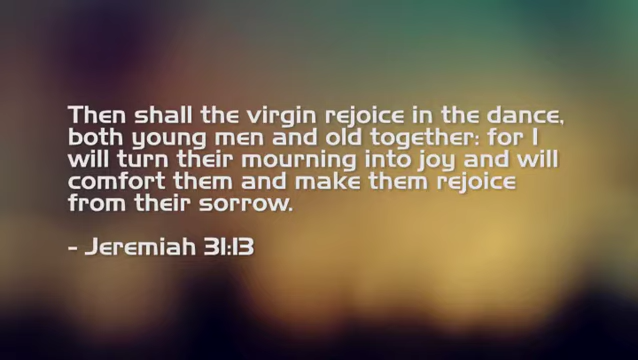 Then shall the virgin rejoice in the dance,
both young men and old together: for I
will turn their mourning into joy and will
comfort them and make them rejoice
from their sorrow.
- Jeremiah 31:13